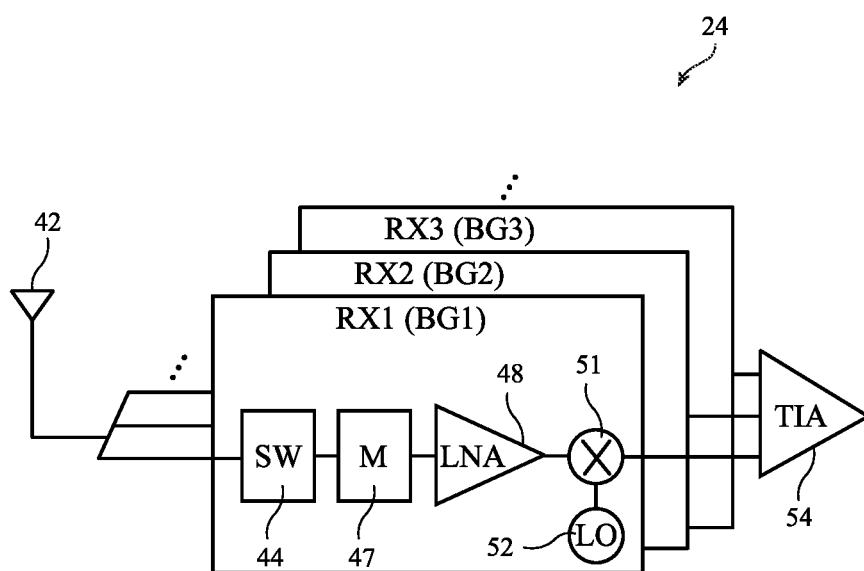 24
42
RX3 (BG3)
RX2 (BG2)
RX1 (BG1)
48
51
SW
M
LNA
TIA
44
47
52
LO
54